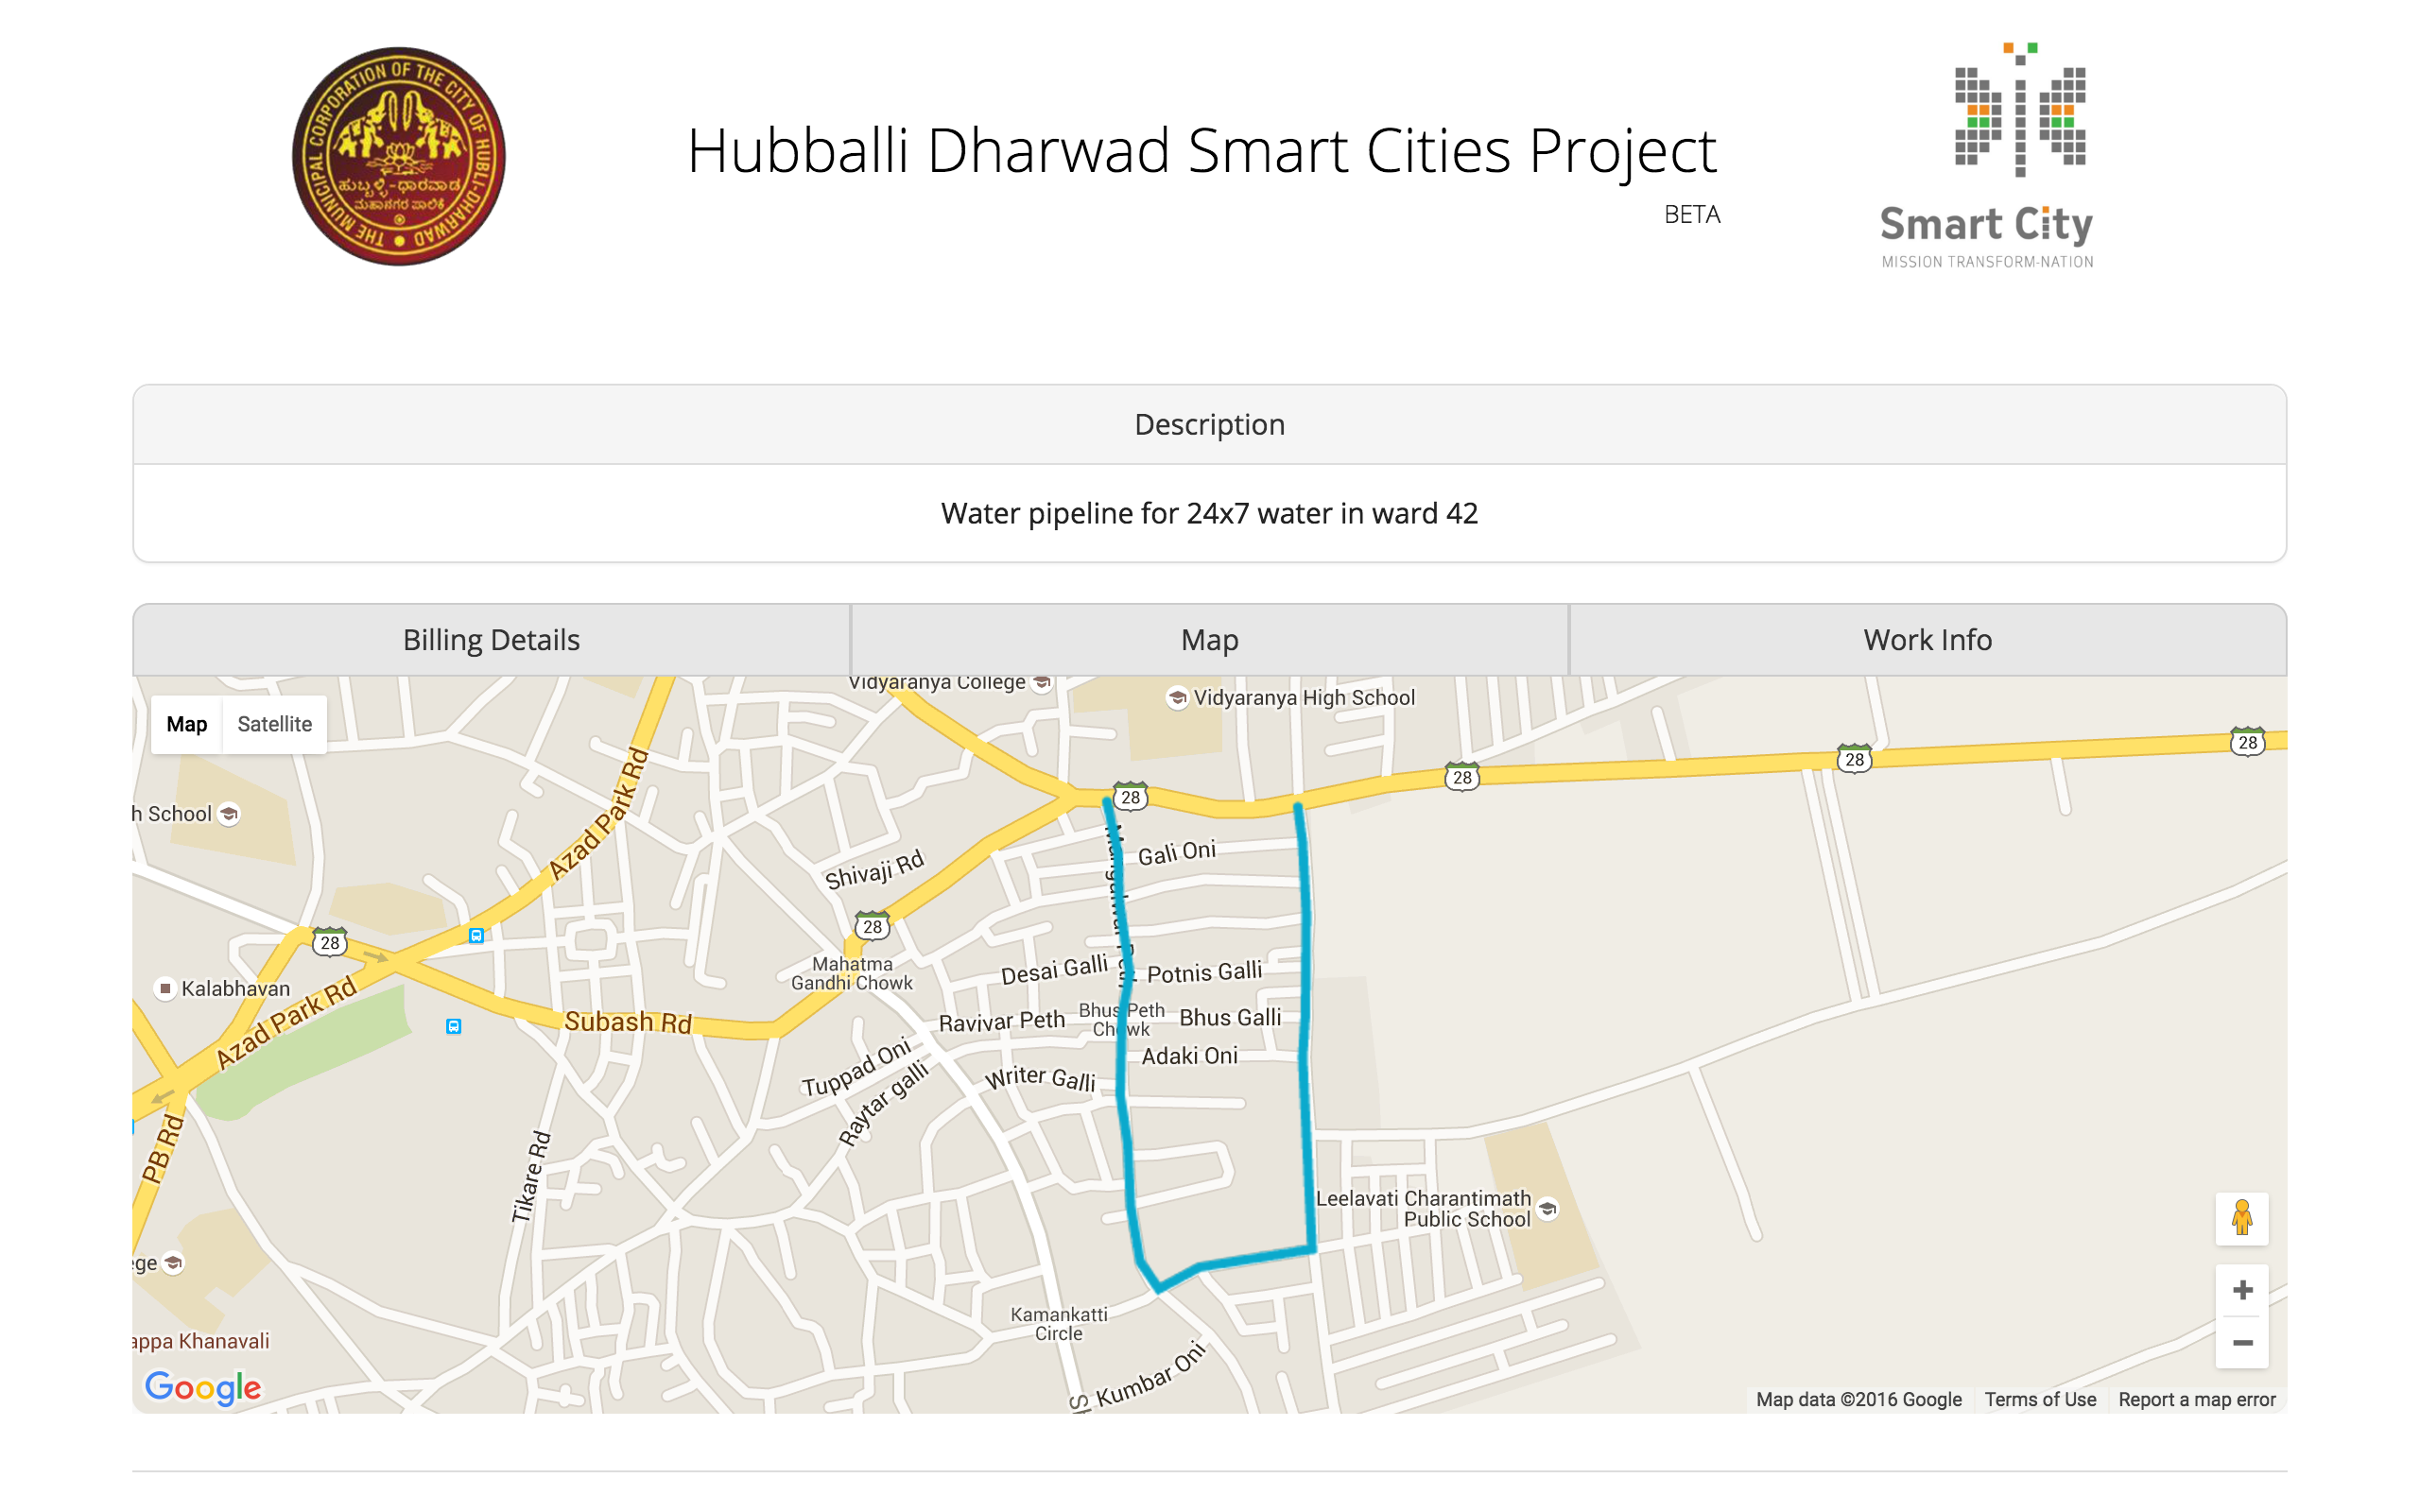 THE MUNICIPAL CORPORATION OF THE CITY OF HUBLI-DHARWAD
ಹುಬ್ಬಳ್ಳಿ-ಧಾರವಾಡ
ಮಹಾನಗರ ಪಾಲಿಕೆ
Hubballi Dharwad Smart Cities Project
BETA
Smart City
MISSION TRANSFORM-NATION
Description
Water pipeline for 24x7 water in ward 42
Billing Details
Map
Work Info
Map
Satellite
Vidyaranya College
Vidyaranya High School
28
28
28
28
28
28
h School
Azad Park Rd
Shivaji Rd
Gali Oni
Mangalwar Peth
Mahatma
Gandhi Chowk
Desai Galli
Potnis Galli
Kalabhavan
Azad Park Rd
Subash Rd
Ravivar Peth
Bhus Peth
Chowk
Bhus Galli
Adaki Oni
Tuppad Oni
Raytar galli
Writer Galli
PB Rd
Tikare Rd
Leelavati Charantimath
Public School
ege
Kamankatti
Circle
Kumbar Oni
appa Khanavali
Google
Map data ©2016 Google
Terms of Use
Report a map error